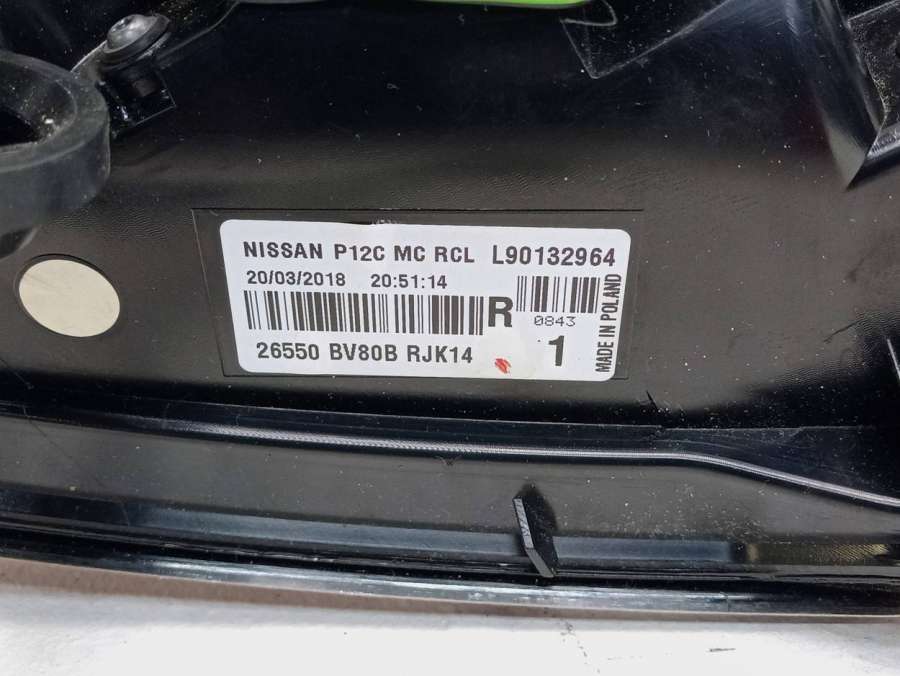 NISSAN P12C MC RCL L90132964
20/03/2018 20:51:14
R
0843
26550 BV80B RJK14
1
MADE IN POLAND